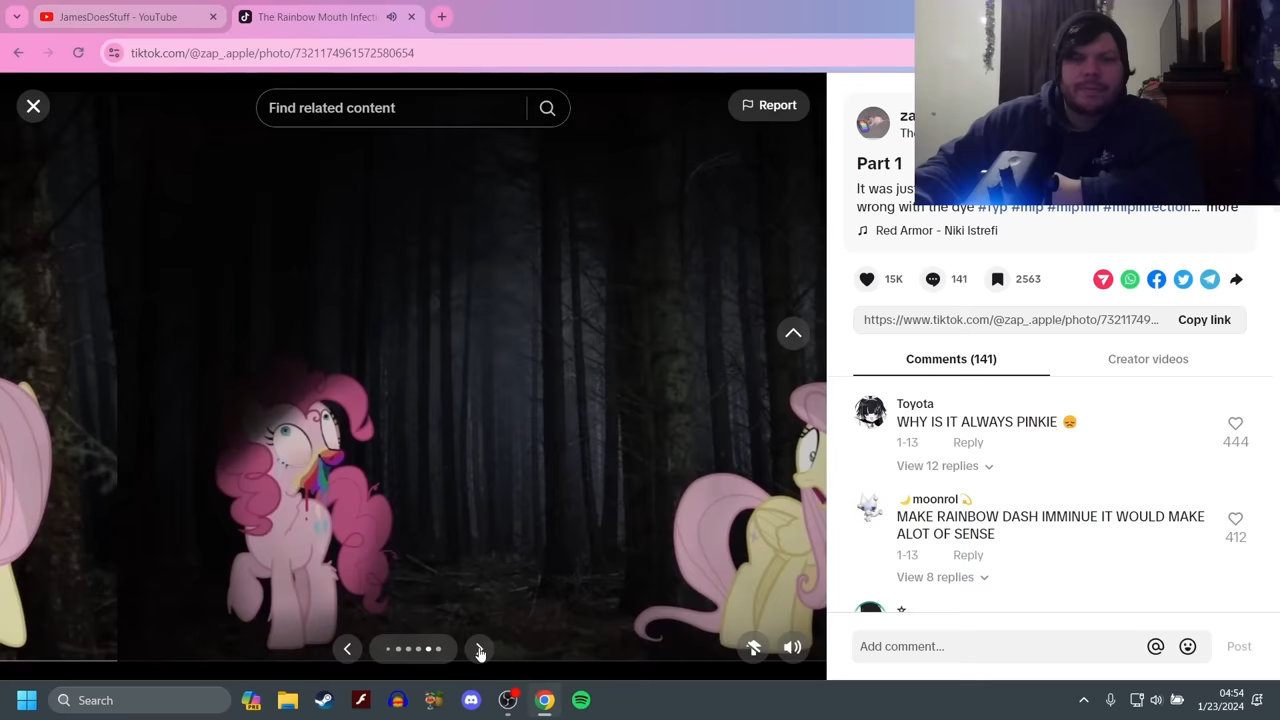 JamesDoesStuff - YouTube
The Rainbow Mouth Infecti
tiktok.com/@zap_.apple/photo/7321174961572580654
Find related content
Report
za
Th
Part 1
It was jus
wrong with the dye #fyp #mlp #mlpfim #mlpinfection... more
Red Armor - Niki Istrefi
15K
141
2563
https://www.tiktok.com/@zap_.apple/photo/73211749...
Copy link
Comments (141)
Creator videos
Toyota
WHY IS IT ALWAYS PINKIE 😞
444
1-13 Reply
View 12 replies
🌙moonrol💫
MAKE RAINBOW DASH IMMINUE IT WOULD MAKE
ALOT OF SENSE
412
1-13 Reply
View 8 replies
Add comment...
Post
Search
PRE
04:54
1/23/2024